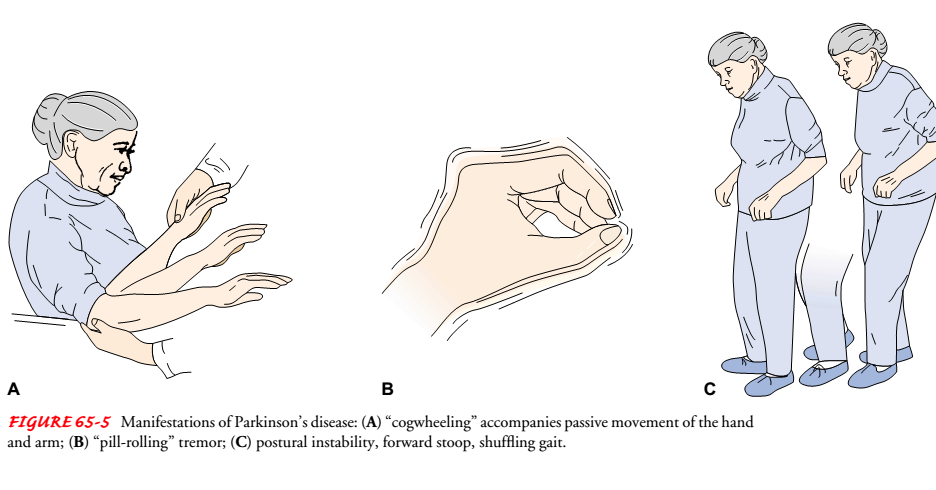 A
B
C
FIGURE 65-5 Manifestations of Parkinson’s disease: (A) “cogwheeling” accompanies passive movement of the hand
and arm; (B) “pill-rolling” tremor; (C) postural instability, forward stoop, shuffling gait.